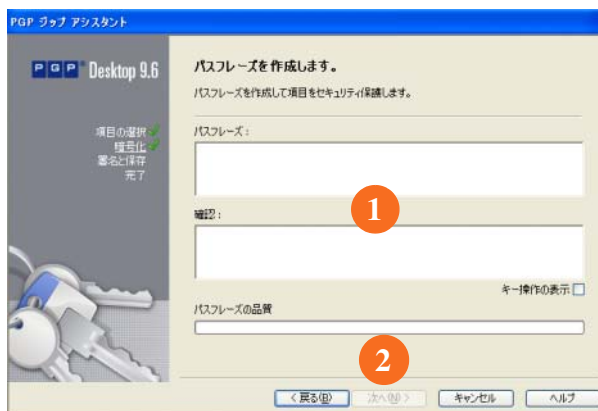 PGP ジップ アシスタント
PGP Desktop 9.6
項目の選択
暗号化
署名と保存
完了
パスフレーズを作成します。
パスフレーズを作成して項目をセキュリティ保護します。
パスフレーズ:
1
確認:
キー操作の表示
パスフレーズの品質
2
< 戻る(B)
次へ(N) >
キャンセル
ヘルプ